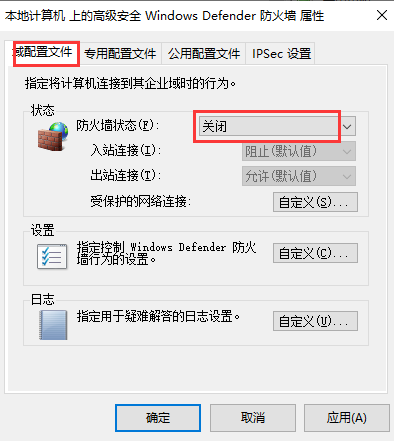 本地计算机 上的高级安全 Windows Defender 防火墙 属性
域配置文件 专用配置文件 公用配置文件 IPSec 设置
指定将计算机连接到其企业域时的行为。
状态
防火墙状态(F): 关闭
入站连接(I): 阻止(默认值)
出站连接(T): 允许(默认值)
受保护的网络连接: 自定义(S)...
设置
指定控制 Windows Defender 防火
墙行为的设置。
自定义(C)...
日志
指定用于疑难解答的日志设置。 自定义(U)...
确定 取消 应用(A)